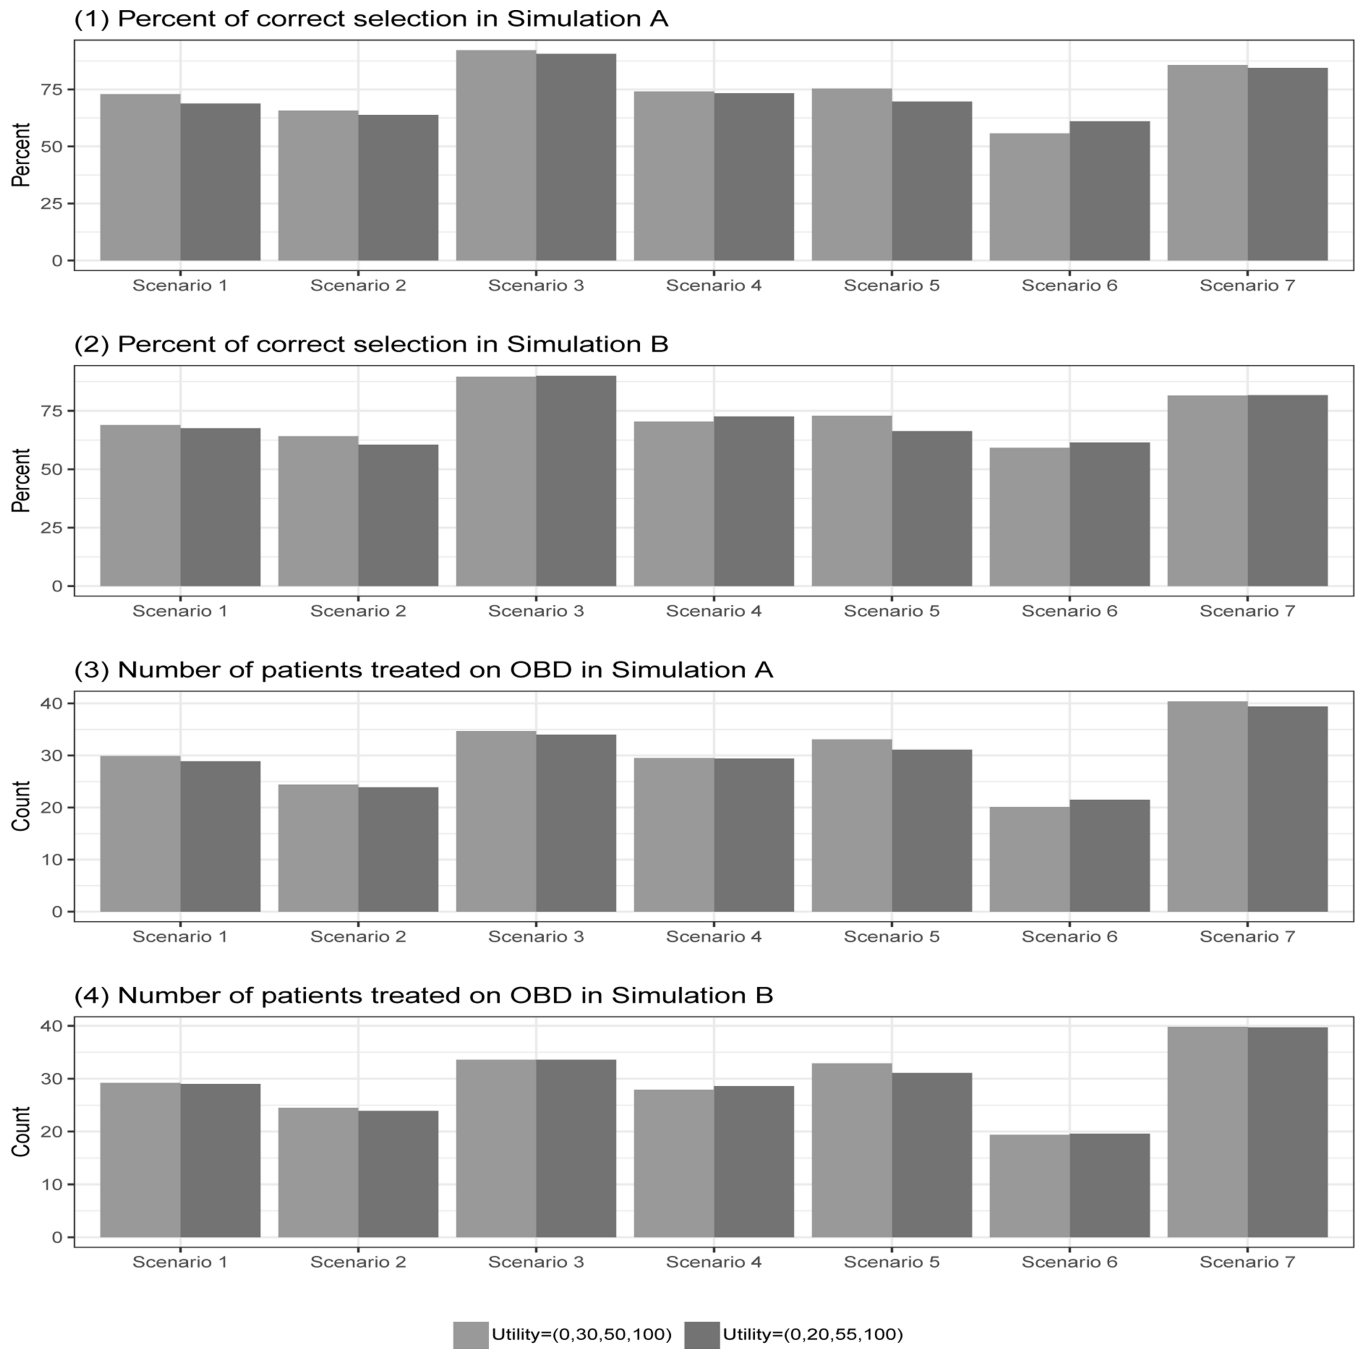 (1) Percent of correct selection in Simulation A
Percent
75
50
25
0
Scenario 1 Scenario 2 Scenario 3 Scenario 4 Scenario 5 Scenario 6 Scenario 7
(2) Percent of correct selection in Simulation B
Percent
75
50
25
0
Scenario 1 Scenario 2 Scenario 3 Scenario 4 Scenario 5 Scenario 6 Scenario 7
(3) Number of patients treated on OBD in Simulation A
Count
40
30
20
10
0
Scenario 1 Scenario 2 Scenario 3 Scenario 4 Scenario 5 Scenario 6 Scenario 7
(4) Number of patients treated on OBD in Simulation B
Count
40
30
20
10
0
Scenario 1 Scenario 2 Scenario 3 Scenario 4 Scenario 5 Scenario 6 Scenario 7
Utility=(0,30,50,100) Utility=(0,20,55,100)